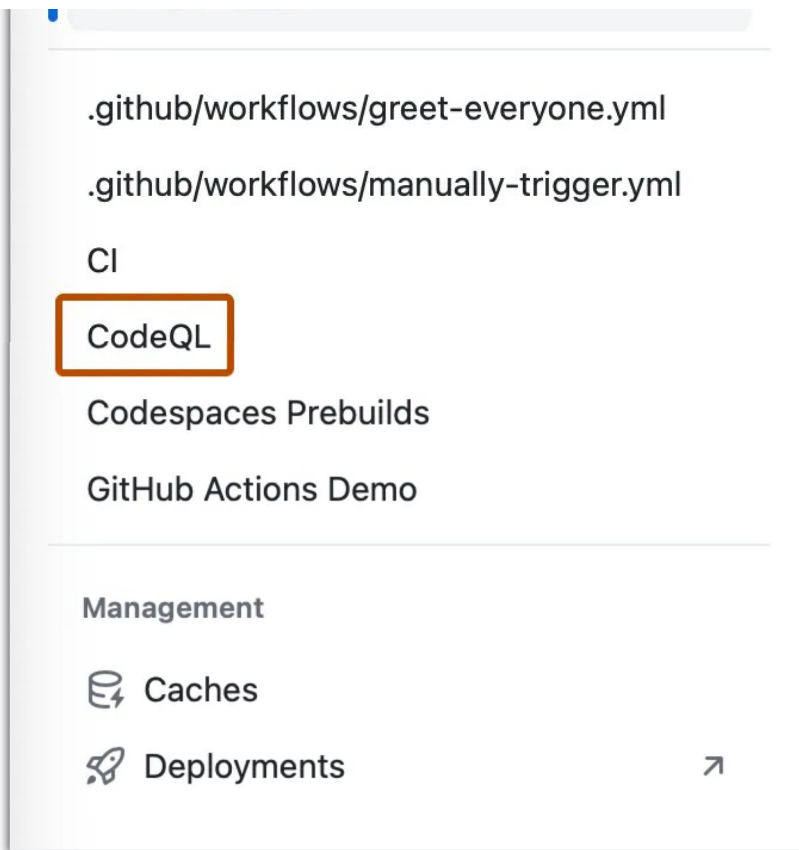 .github/workflows/greet-everyone.yml
.github/workflows/manually-trigger.yml
CI
CodeQL
Codespaces Prebuilds
GitHub Actions Demo
Management
Caches
Deployments